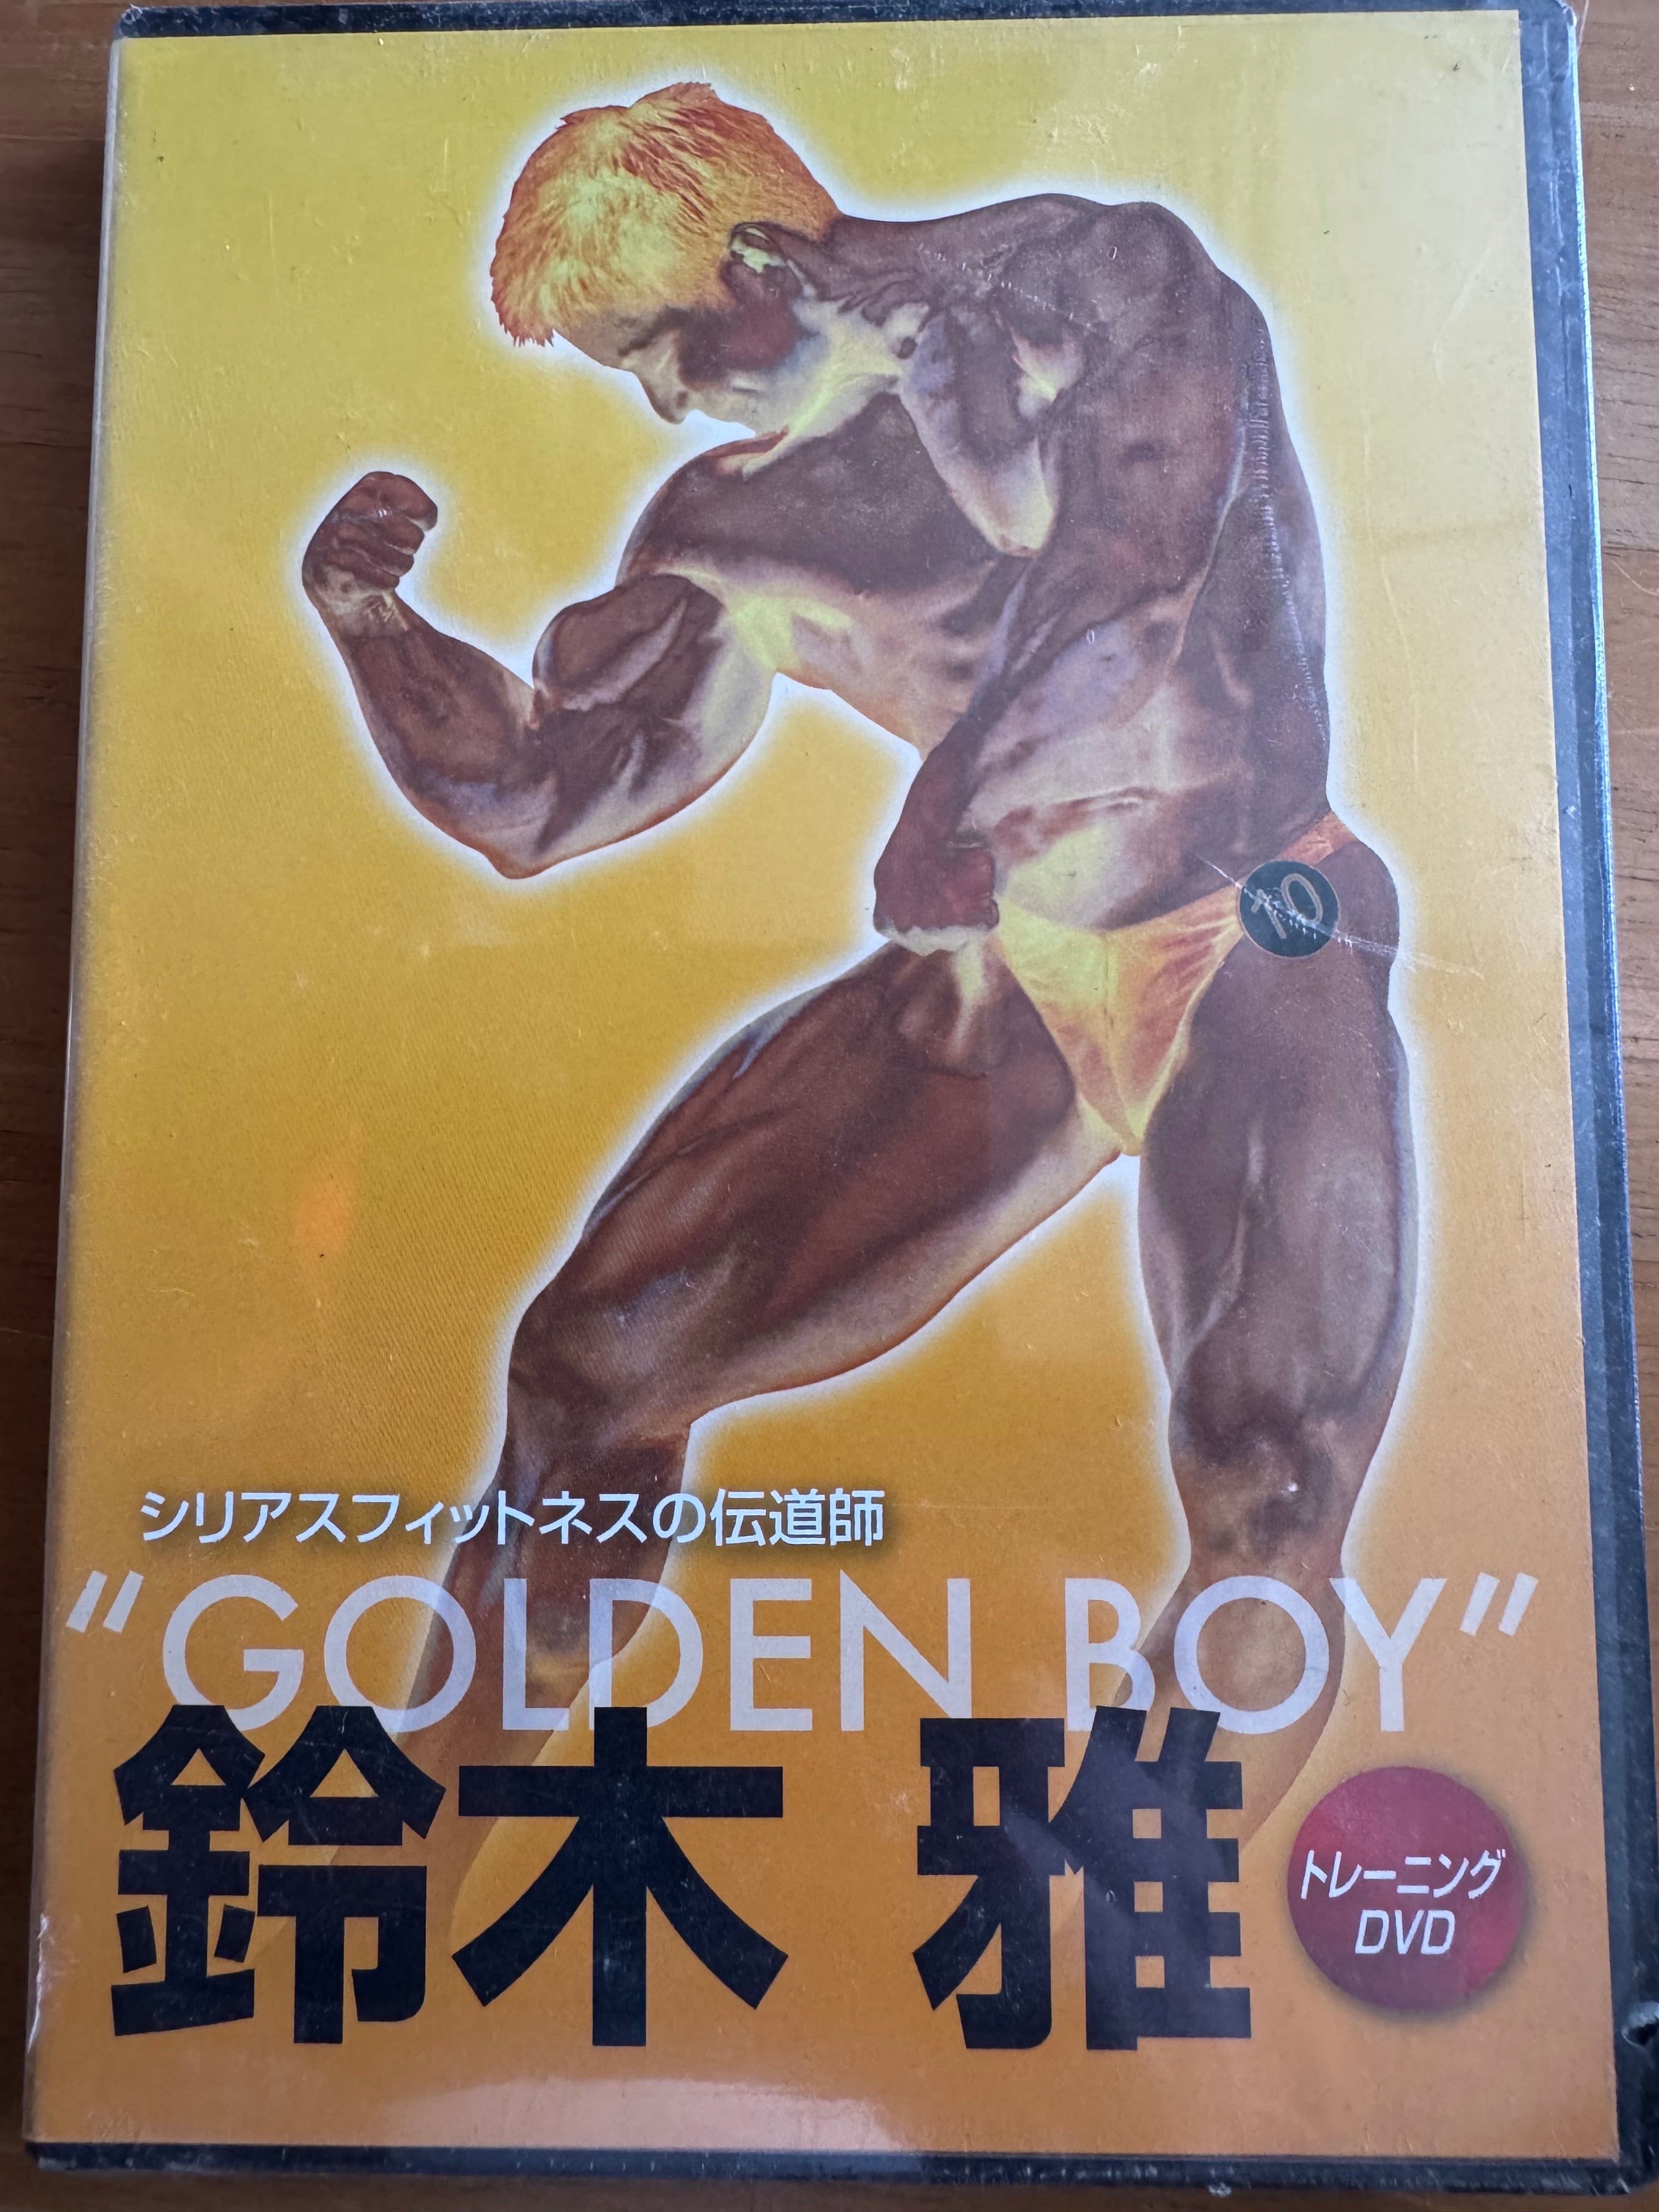 10
シリアスフィットネスの伝道師
"GOLDEN BOY"
鈴木 雅
トレーニング
DVD